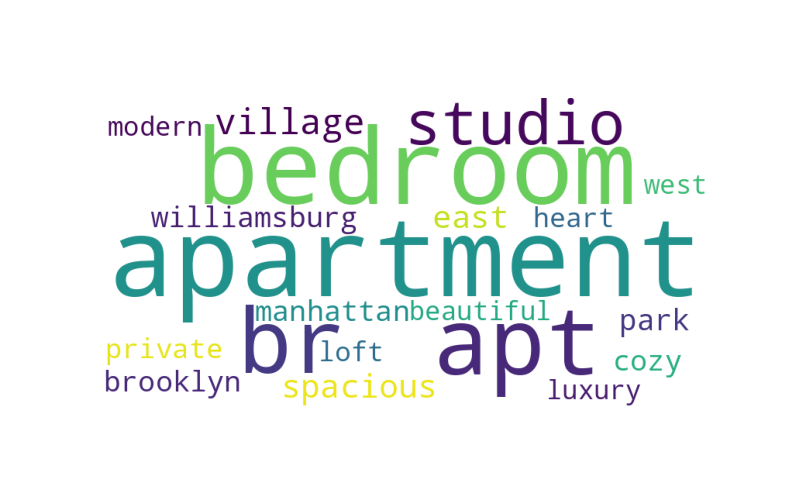 modern village studio
bedroom west
williamsburg east heart
apartment
manhattan beautiful
br apt park
private loft cozy
brooklyn spacious luxury